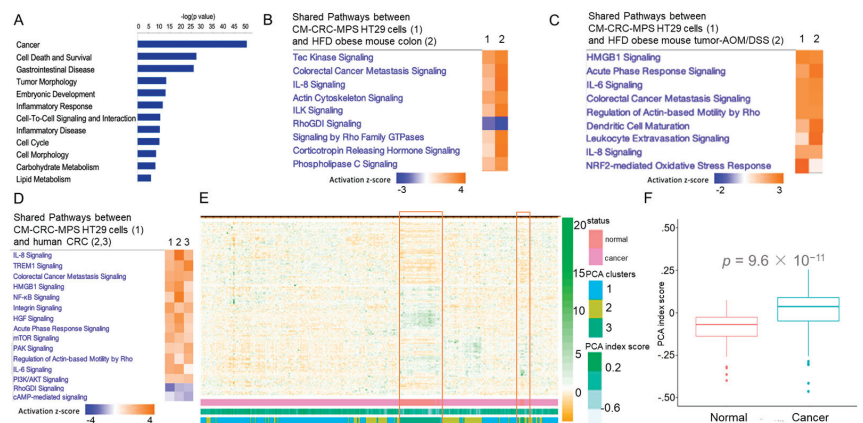 A
-log(p value)
0 5 10 15 20 25 30 35 40 45 50
Cancer
Cell Death and Survival
Gastrointestinal Disease
Tumor Morphology
Embryonic Development
Inflammatory Response
Cell-To-Cell Signaling and Interaction
Inflammatory Disease
Cell Cycle
Cell Morphology
Carbohydrate Metabolism
Lipid Metabolism
B
Shared Pathways between
CM-CRC-MPS HT29 cells (1)
and HFD obese mouse colon (2)
1 2
Tec Kinase Signaling
Colorectal Cancer Metastasis Signaling
IL-8 Signaling
Actin Cytoskeleton Signaling
ILK Signaling
RhoGDI Signaling
Signaling by Rho Family GTPases
Corticotropin Releasing Hormone Signaling
Phospholipase C Signaling
Activation z-score
-3 4
C
Shared Pathways between
CM-CRC-MPS HT29 cells (1)
and HFD obese mouse tumor-AOM/DSS (2)
1 2
HMGB1 Signaling
Acute Phase Response Signaling
IL-6 Signaling
Colorectal Cancer Metastasis Signaling
Regulation of Actin-based Motility by Rho
Dendritic Cell Maturation
Leukocyte Extravasation Signaling
IL-8 Signaling
NRF2-mediated Oxidative Stress Response
Activation z-score
-2 3
D
Shared Pathways between
CM-CRC-MPS HT29 cells (1)
and human CRC (2,3)
1 2 3
IL-8 Signaling
TREM1 Signaling
Colorectal Cancer Metastasis Signaling
HMGB1 Signaling
NF-κB Signaling
Integrin Signaling
HGF Signaling
Acute Phase Response Signaling
mTOR Signaling
PAK Signaling
Regulation of Actin-based Motility by Rho
IL-6 Signaling
PI3K/AKT Signaling
RhoGDI Signaling
cAMP-mediated signaling
Activation z-score
-4 4
E
20
15
10
5
0
status
normal
cancer
PCA clusters
1
2
3
PCA index score
0.2
-0.6
F
p = 9.6 × 10⁻¹¹
PCA index score
.50
.25
0
-.25
-.50
Normal
Cancer